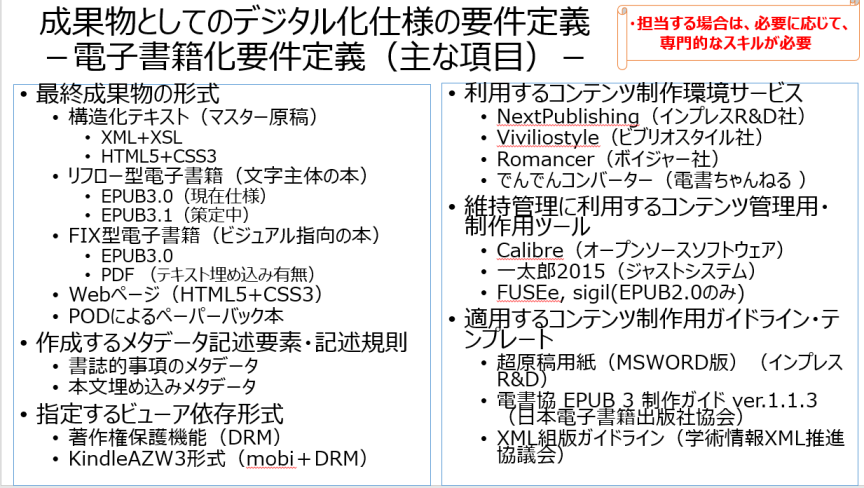 成果物としてのデジタル化仕様の要件定義
－電子書籍化要件定義（主な項目）－
・担当する場合は、必要に応じて、
専門的なスキルが必要
• 最終成果物の形式
• 構造化テキスト（マスター原稿）
• XML+XSL
• HTML5+CSS3
• リフロー型電子書籍（文字主体の本）
• EPUB3.0（現在仕様）
• EPUB3.1（策定中）
• FIX型電子書籍（ビジュアル指向の本）
• EPUB3.0
• PDF （テキスト埋め込み有無）
• Webページ（HTML5+CSS3）
• PODによるペーパーバック本
• 作成するメタデータ記述要素・記述規則
• 書誌的事項のメタデータ
• 本文埋め込みメタデータ
• 指定するビューア依存形式
• 著作権保護機能（DRM）
• KindleAZW3形式（mobi＋DRM）
• 利用するコンテンツ制作環境サービス
• NextPublishing（インプレスR&D社）
• Viviliostyle（ビブリオスタイル社）
• Romancer（ボイジャー社）
• でんでんコンバーター（電書ちゃんねる ）
• 維持管理に利用するコンテンツ管理用・
制作用ツール
• Calibre（オープンソースソフトウェア）
• 一太郎2015（ジャストシステム）
• FUSEe, sigil(EPUB2.0のみ)
• 適用するコンテンツ制作用ガイドライン・テ
ンプレート
• 超原稿用紙（MSWORD版）（インプレス
R&D）
• 電書協 EPUB 3 制作ガイド ver.1.1.3
（日本電子書籍出版社協会）
• XML組版ガイドライン（学術情報XML推進
協議会）